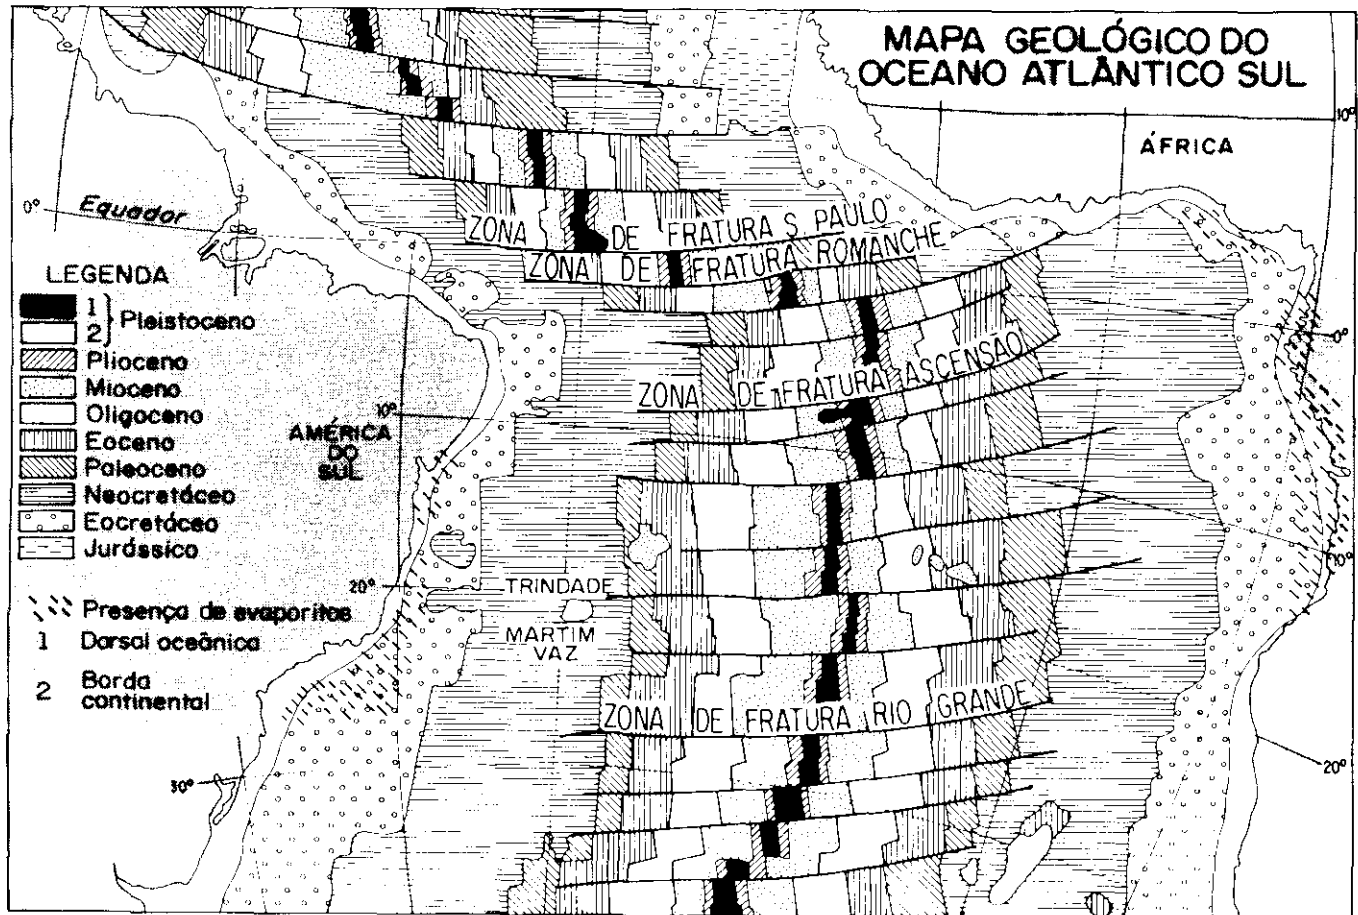 MAPA GEOLÓGICO DO
OCEANO ATLÂNTICO SUL
10°
ÁFRICA
0°
Equador
ZONA DE FRATURA S. PAULO
ZONA DE FRATURA ROMANCHE
LEGENDA
1
2
Pleistoceno
Plioceno
Mioceno
Oligoceno
Eoceno
Paleoceno
Neocretáceo
Eocretáceo
Jurássico
Presença de evaporitos
1 Dorsal oceânica
2 Borda
continental
0°
ZONA DE FRATURA ASCENSÃO
10°
AMÉRICA
DO
SUL
10°
20°
TRINDADE
MARTIM
VAZ
ZONA DE FRATURA RIO GRANDE
30°
20°